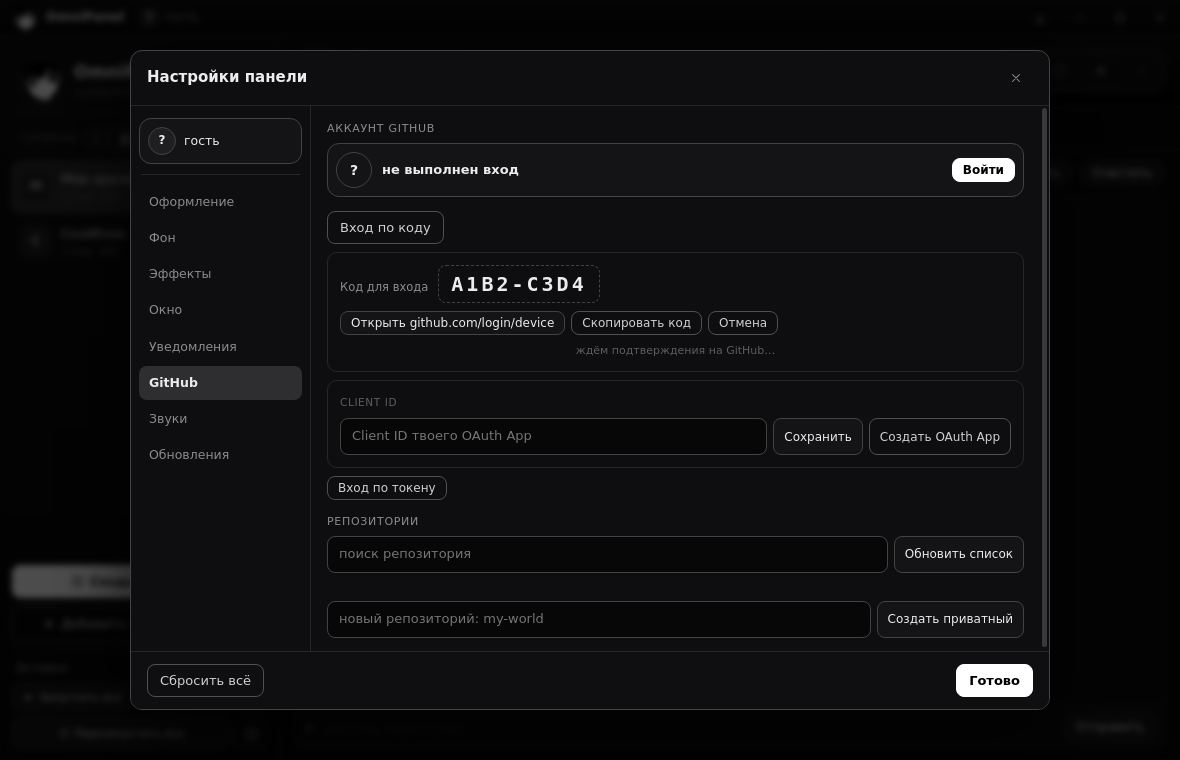 OmniPanel
Настройки панели
×
? гость
Оформление
Фон
Эффекты
Окно
Уведомления
GitHub
Звуки
Обновления
АККАУНТ GITHUB
? не выполнен вход
Войти
Вход по коду
Код для входа A1B2-C3D4
Открыть github.com/login/device Скопировать код Отмена
ждём подтверждения на GitHub…
CLIENT ID
Client ID твоего OAuth App Сохранить Создать OAuth App
Вход по токену
РЕПОЗИТОРИИ
поиск репозитория Обновить список
новый репозиторий: my-world Создать приватный
Сбросить всё Готово